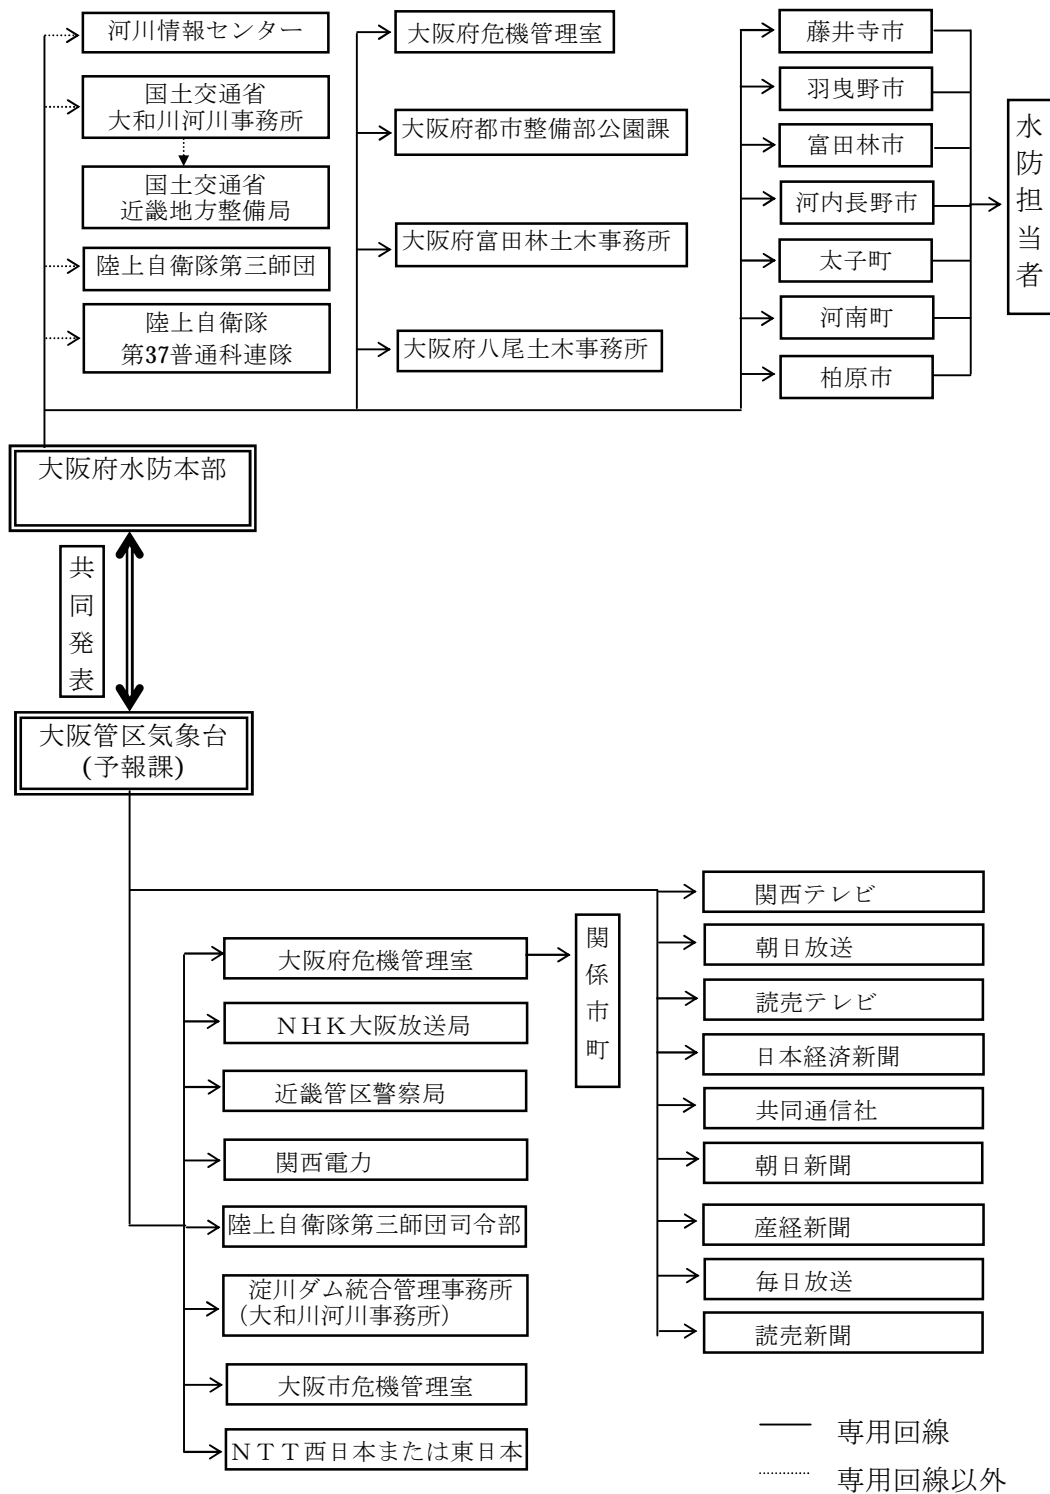 河川情報センター
国土交通省
大和川河川事務所
国土交通省
近畿地方整備局
陸上自衛隊第三師団
陸上自衛隊
第37普通科連隊
大阪府危機管理室
大阪府都市整備部公園課
大阪府富田林土木事務所
大阪府八尾土木事務所
藤井寺市
羽曳野市
富田林市
河内長野市
太子町
河南町
柏原市
水防担当者
大阪府水防本部
共同発表
大阪管区気象台
(予報課)
大阪府危機管理室
NHK大阪放送局
近畿管区警察局
関西電力
陸上自衛隊第三師団司令部
淀川ダム統合管理事務所
(大和川河川事務所)
大阪市危機管理室
NTT西日本または東日本
関係市町
関西テレビ
朝日放送
読売テレビ
日本経済新聞
共同通信社
朝日新聞
産経新聞
毎日放送
読売新聞
専用回線
専用回線以外